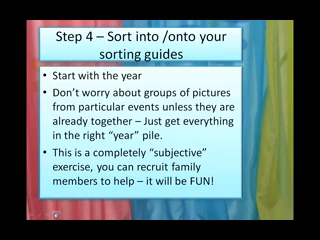 Step 4 – Sort into /onto your
sorting guides
• Start with the year
• Don't worry about groups of pictures
from particular events unless they are
already together – Just get everything
in the right “year” pile.
• This is a completely “subjective”
exercise, you can recruit family
members to help – it will be FUN!